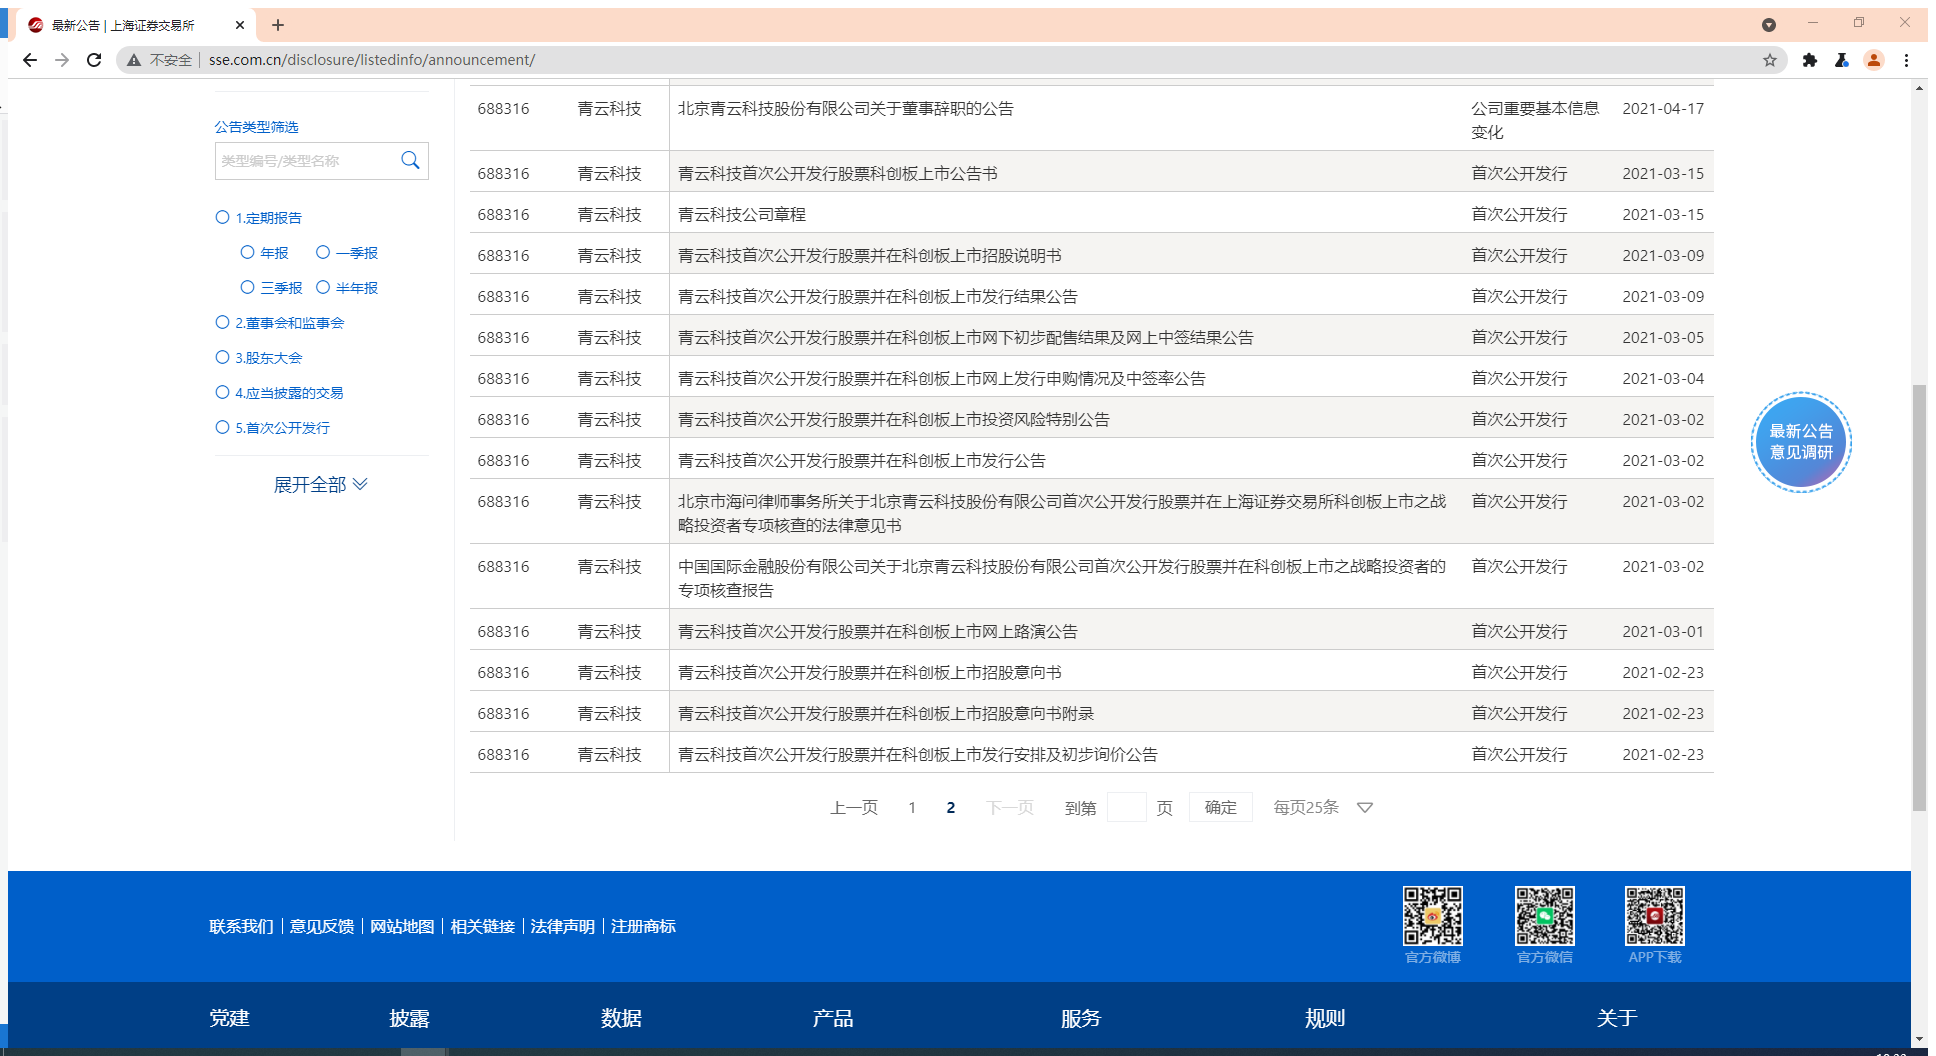 最新公告 | 上海证券交易所
不安全
sse.com.cn/disclosure/listedinfo/announcement/
公告类型筛选
类型编号/类型名称
1.定期报告
年报 一季报
三季报 半年报
2.董事会和监事会
3.股东大会
4.应当披露的交易
5.首次公开发行
展开全部
688316 青云科技 北京青云科技股份有限公司关于董事辞职的公告 公司重要基本信息 2021-04-17
变化
688316 青云科技 青云科技首次公开发行股票科创板上市公告书 首次公开发行 2021-03-15
688316 青云科技 青云科技公司章程 首次公开发行 2021-03-15
688316 青云科技 青云科技首次公开发行股票并在科创板上市招股说明书 首次公开发行 2021-03-09
688316 青云科技 青云科技首次公开发行股票并在科创板上市发行结果公告 首次公开发行 2021-03-09
688316 青云科技 青云科技首次公开发行股票并在科创板上市网下初步配售结果及网上中签结果公告 首次公开发行 2021-03-05
688316 青云科技 青云科技首次公开发行股票并在科创板上市网上发行申购情况及中签率公告 首次公开发行 2021-03-04
688316 青云科技 青云科技首次公开发行股票并在科创板上市投资风险特别公告 首次公开发行 2021-03-02
688316 青云科技 青云科技首次公开发行股票并在科创板上市发行公告 首次公开发行 2021-03-02
688316 青云科技 北京市海问律师事务所关于北京青云科技股份有限公司首次公开发行股票并在上海证券交易所科创板上市之战 首次公开发行 2021-03-02
略投资者专项核查的法律意见书
688316 青云科技 中国国际金融股份有限公司关于北京青云科技股份有限公司首次公开发行股票并在科创板上市之战略投资者的 首次公开发行 2021-03-02
专项核查报告
688316 青云科技 青云科技首次公开发行股票并在科创板上市网上路演公告 首次公开发行 2021-03-01
688316 青云科技 青云科技首次公开发行股票并在科创板上市招股意向书 首次公开发行 2021-02-23
688316 青云科技 青云科技首次公开发行股票并在科创板上市招股意向书附录 首次公开发行 2021-02-23
688316 青云科技 青云科技首次公开发行股票并在科创板上市发行安排及初步询价公告 首次公开发行 2021-02-23
上一页 1 2 下一页 到第 页 确定 每页25条
最新公告
意见调研
联系我们 | 意见反馈 | 网站地图 | 相关链接 | 法律声明 | 注册商标
官方微博 官方微信 APP下载
党建 披露 数据 产品 服务 规则 关于